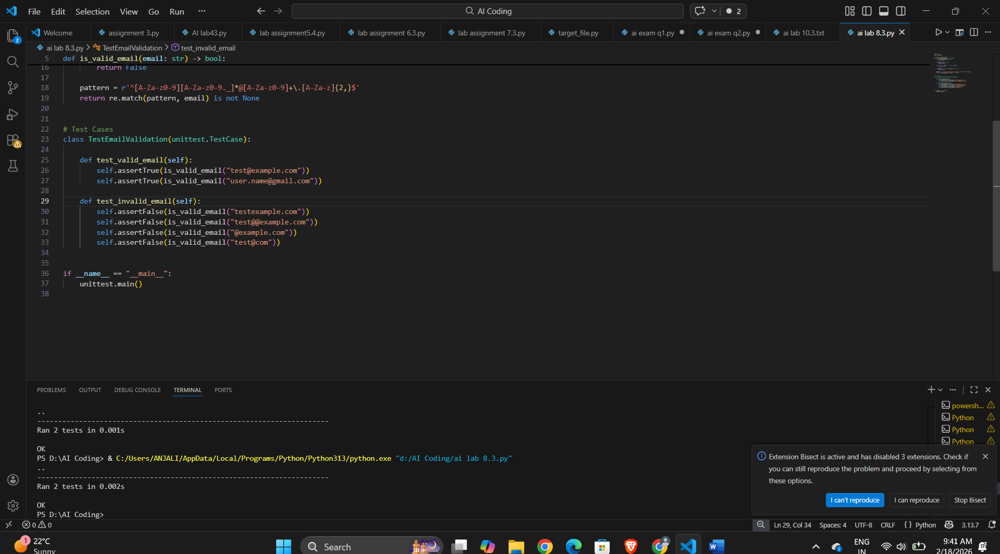 File Edit Selection View Go Run ···
AI Coding
2
Welcome
assignment 3.py
AI lab43.py
lab assignment5.4.py
lab assignment 6.3.py
lab assignment 7.3.py
target_file.py
ai exam q1.py
ai exam q2.py
ai lab 10.3.txt
ai lab 8.3.py
2
ai lab 8.3.py > TestEmailValidation > test_invalid_email
5 def is_valid_email(email: str) -> bool:
16 return False
17
18 pattern = r'^[A-Za-z0-9][A-Za-z0-9._]*@[A-Za-z0-9]+\.[A-Za-z]{2,}$'
19 return re.match(pattern, email) is not None
20
21
22 # Test Cases
23 class TestEmailValidation(unittest.TestCase):
24
25 def test_valid_email(self):
26 self.assertTrue(is_valid_email("test@example.com"))
27 self.assertTrue(is_valid_email("user.name@gmail.com"))
28
29 def test_invalid_email(self):
30 self.assertFalse(is_valid_email("testexample.com"))
31 self.assertFalse(is_valid_email("test@@example.com"))
32 self.assertFalse(is_valid_email("@example.com"))
33 self.assertFalse(is_valid_email("test@com"))
34
35
36 if __name__ == "__main__":
37 unittest.main()
38
PROBLEMS OUTPUT DEBUG CONSOLE TERMINAL PORTS
..
----------------------------------------------------------------------
Ran 2 tests in 0.001s
OK
PS D:\AI Coding> & C:/Users/ANJALI/AppData/Local/Programs/Python/Python313/python.exe "d:/AI Coding/ai lab 8.3.py"
..
----------------------------------------------------------------------
Ran 2 tests in 0.002s
OK
PS D:\AI Coding>
powersh...
Python
Python
Python
Extension Bisect is active and has disabled 3 extensions. Check if
you can still reproduce the problem and proceed by selecting from
these options.
I can't reproduce I can reproduce Stop Bisect
0 0
Ln 29, Col 34 Spaces: 4 UTF-8 CRLF { } Python 3.13.7
1
22°C
Sunny
Search
ENG
IN
9:41 AM
2/18/2026